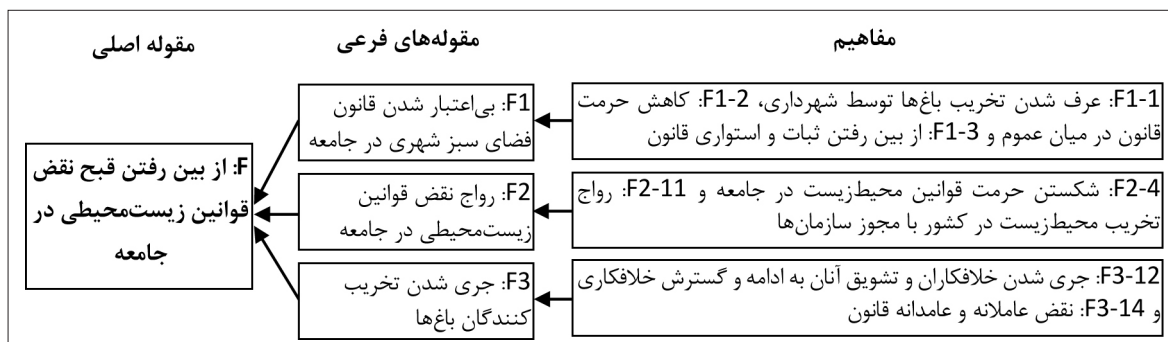 مفاهیم
مقوله‌های فرعی
مقوله اصلی
F1-1: عرف شدن تخریب باغ‌ها توسط شهرداری، F1-2: کاهش حرمت
قانون در میان عموم و F1-3: از بین رفتن ثبات و استواری قانون
F1: بی‌اعتبار شدن قانون
فضای سبز شهری در جامعه
F2-4: شکستن حرمت قوانین محیط‌زیست در جامعه و F2-11: رواج
تخریب محیط‌زیست در کشور با مجوز سازمان‌ها
F2: رواج نقض قوانین
زیست‌محیطی در جامعه
F3-12: جری شدن خلافکاران و تشویق آنان به ادامه و گسترش خلافکاری
و F3-14: نقض عاملانه و عامدانه قانون
F3: جری شدن تخریب
کنندگان باغ‌ها
F: از بین رفتن قبح نقض
قوانین زیست‌محیطی در
جامعه